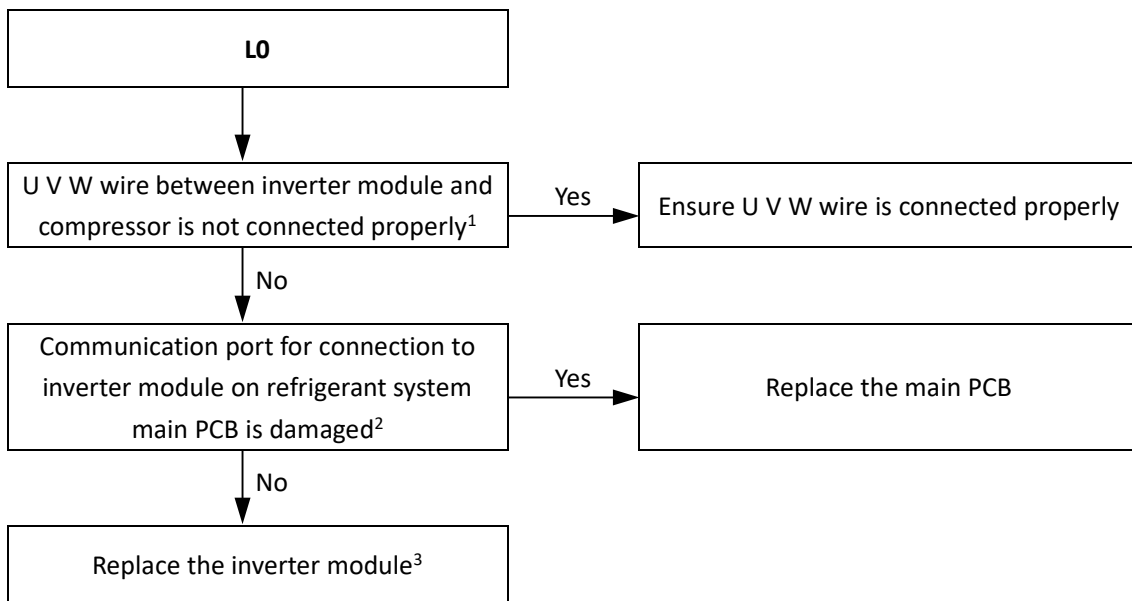 L0
U V W wire between inverter module and
compressor is not connected properly¹
Yes
Ensure U V W wire is connected properly
No
Communication port for connection to
inverter module on refrigerant system
main PCB is damaged²
Yes
Replace the main PCB
No
Replace the inverter module³